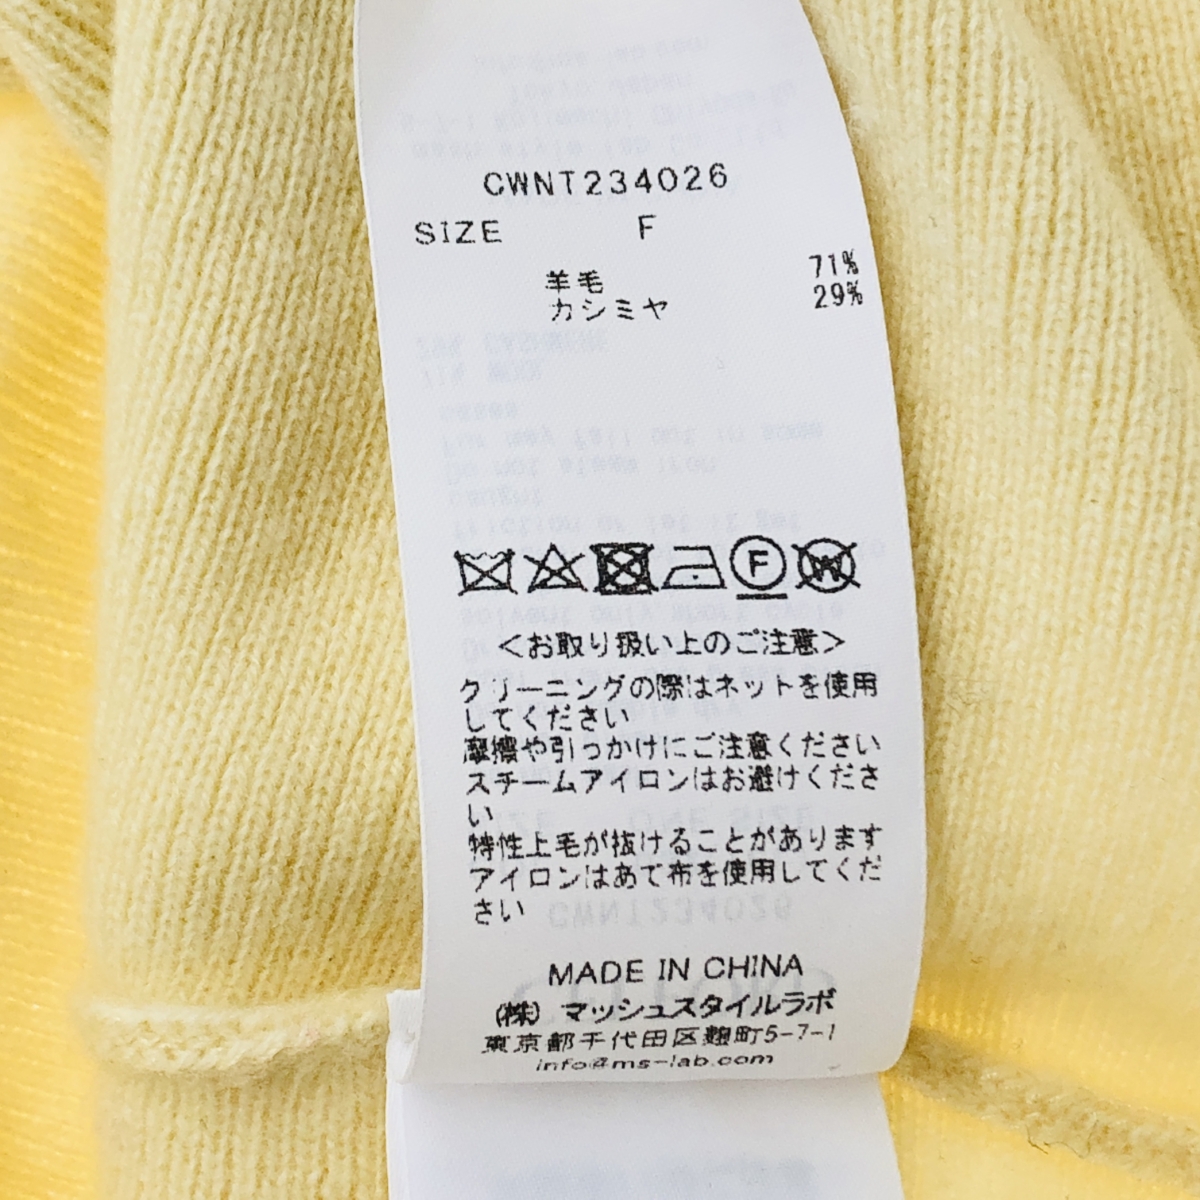 CWNT234026
SIZE F
羊毛 71%
カシミヤ 29%
F W
＜お取り扱い上のご注意＞
クリーニングの際はネットを使用
してください
摩擦や引っかけにご注意ください
スチームアイロンはお避けくださ
い
特性上毛が抜けることがあります
アイロンはあて布を使用してくだ
さい
MADE IN CHINA
(株) マッシュスタイルラボ
東京都千代田区麹町5-7-1
info@ms-lab.com